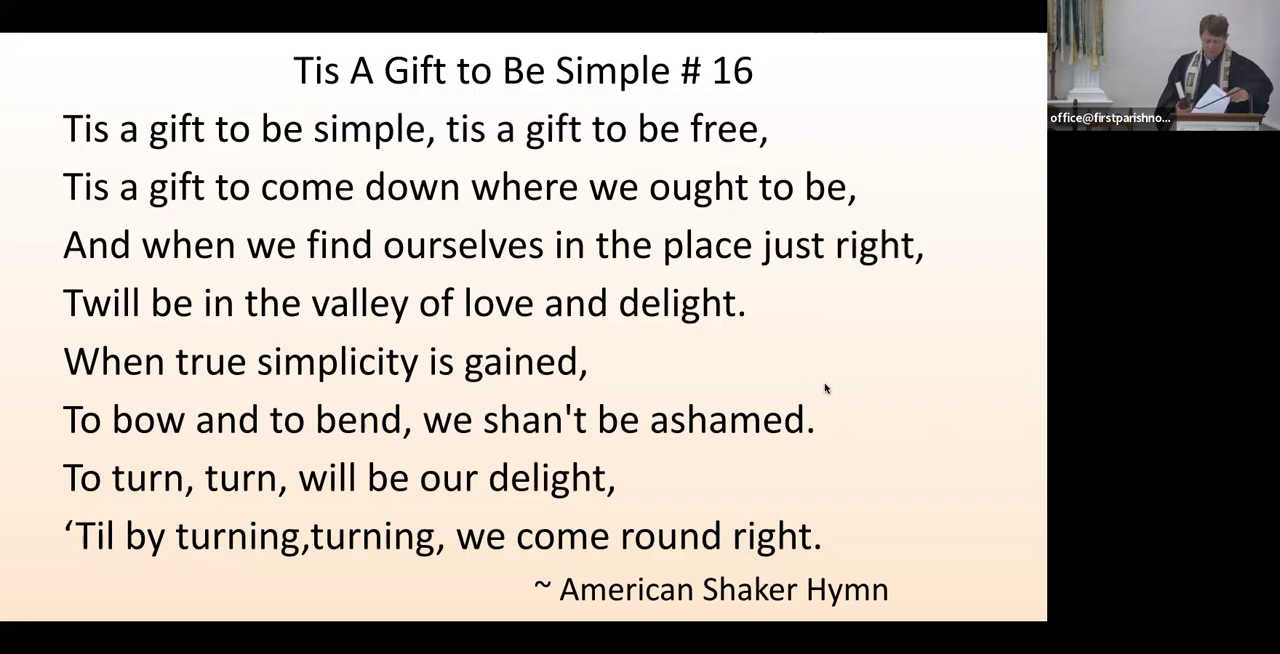 Tis A Gift to Be Simple # 16
Tis a gift to be simple, tis a gift to be free,
Tis a gift to come down where we ought to be,
And when we find ourselves in the place just right,
Twill be in the valley of love and delight.
When true simplicity is gained,
To bow and to bend, we shan't be ashamed.
To turn, turn, will be our delight,
‘Til by turning,turning, we come round right.
~ American Shaker Hymn
office@firstparishno...